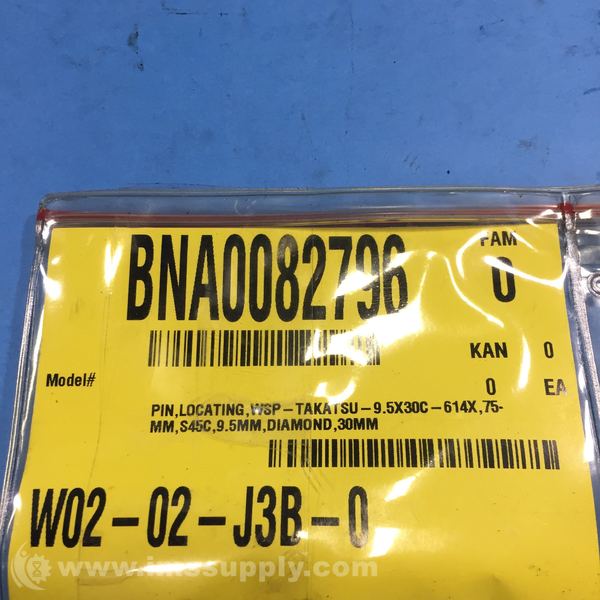 BNA0082796
FAM
0
KAN 0
Model#
0 EA
PIN,LOCATING,WSP-TAKATSU-9.5X30C-614X,75-
MM,S45C,9.5MM,DIAMOND,30MM
W02-02-J3B-0
www.imssupply.com